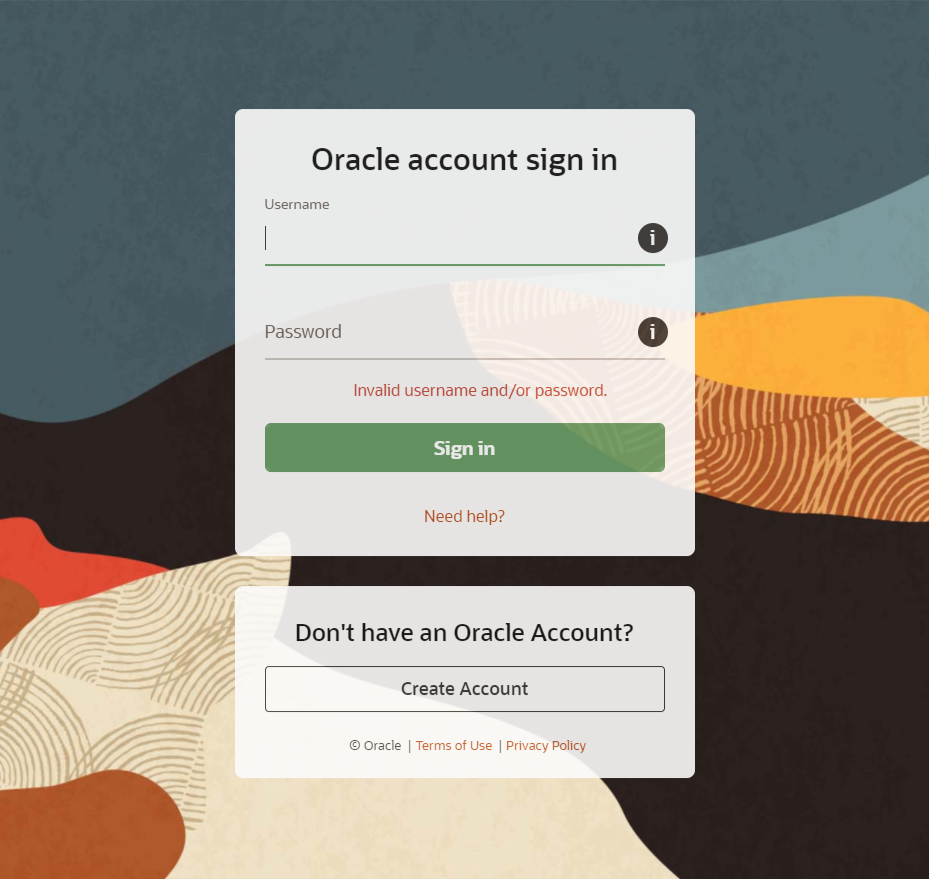 Oracle account sign in
Username
i
Password
i
Invalid username and/or password.
Sign in
Need help?
Don't have an Oracle Account?
Create Account
© Oracle | Terms of Use | Privacy Policy